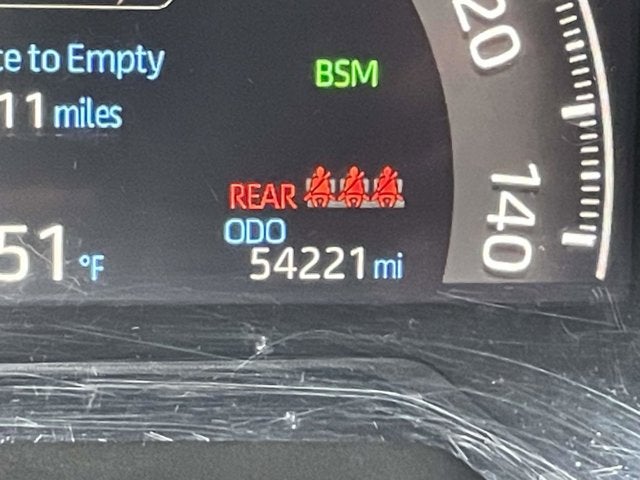 20
ce to Empty
BSM
11 miles
140
REAR
ODO
51 °F
54221 mi